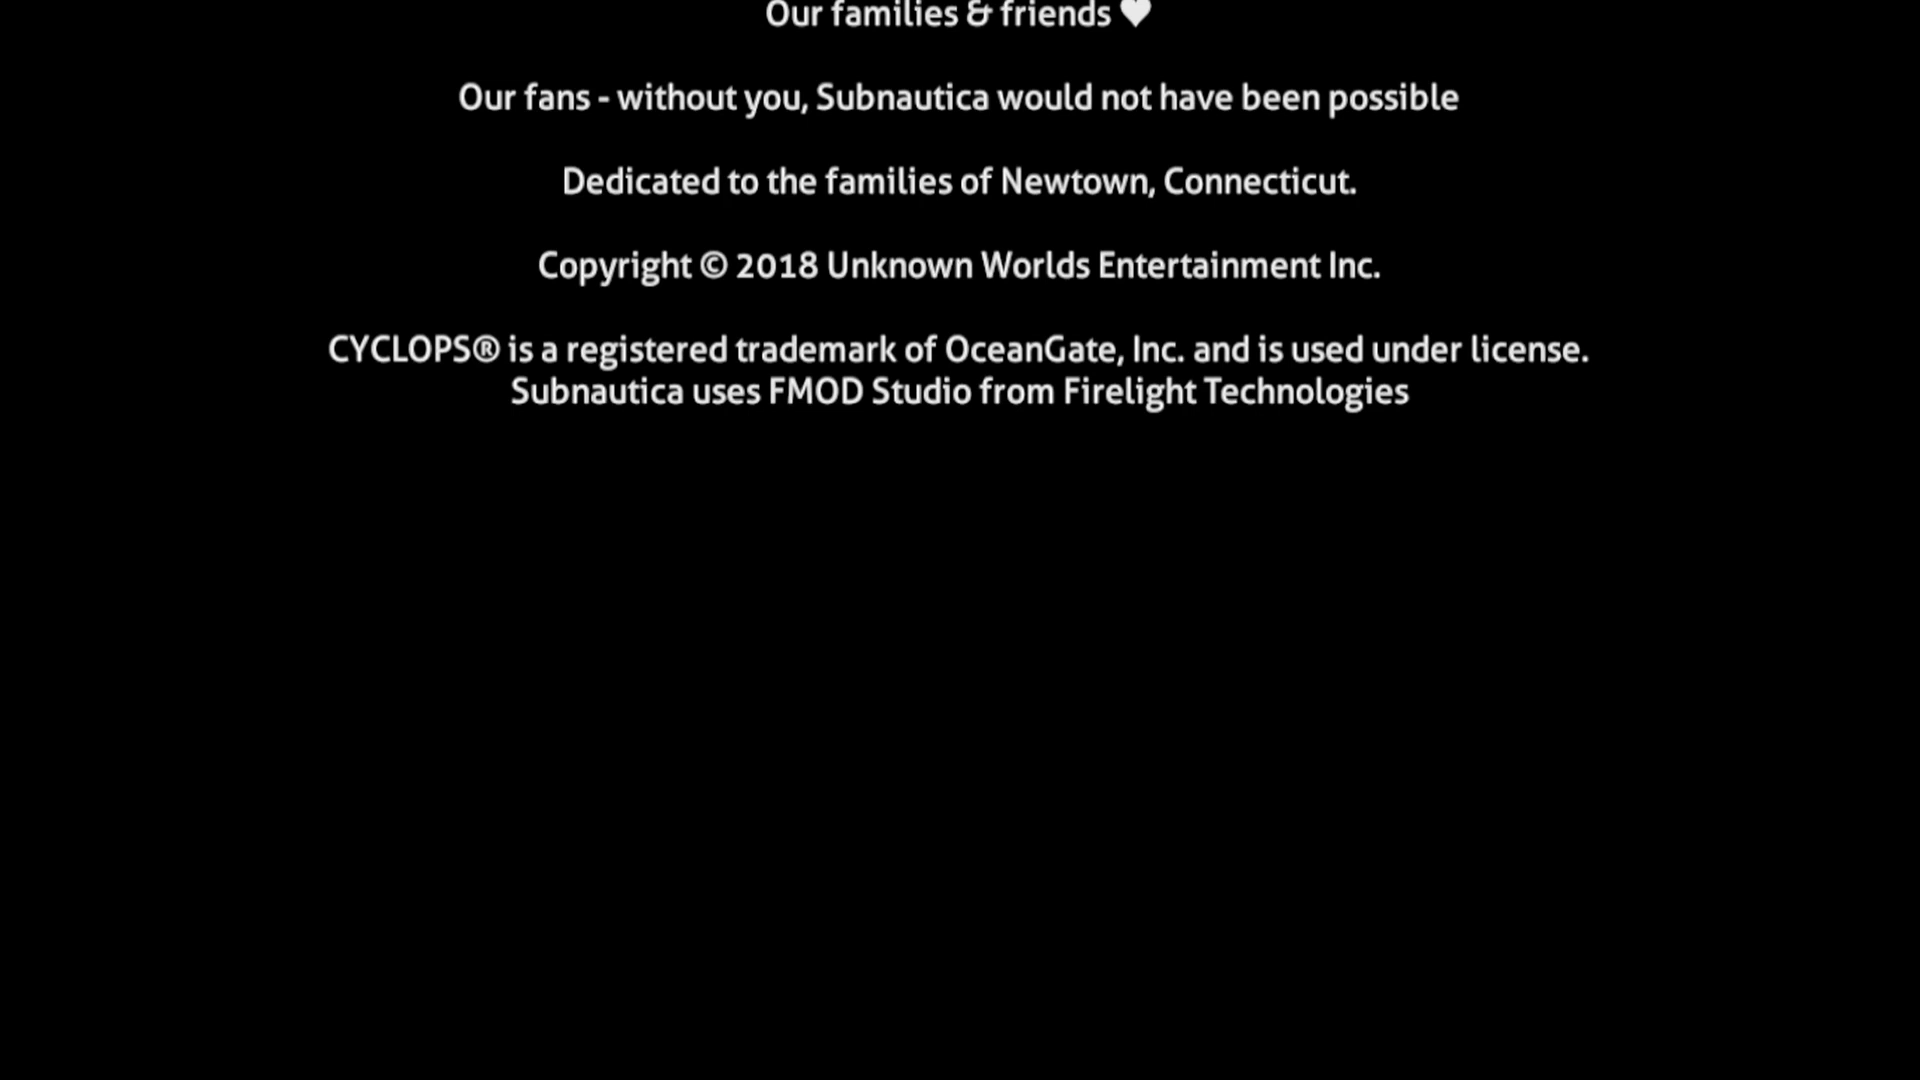 Our families & friends ♥
Our fans - without you, Subnautica would not have been possible
Dedicated to the families of Newtown, Connecticut.
Copyright © 2018 Unknown Worlds Entertainment Inc.
CYCLOPS® is a registered trademark of OceanGate, Inc. and is used under license.
Subnautica uses FMOD Studio from Firelight Technologies